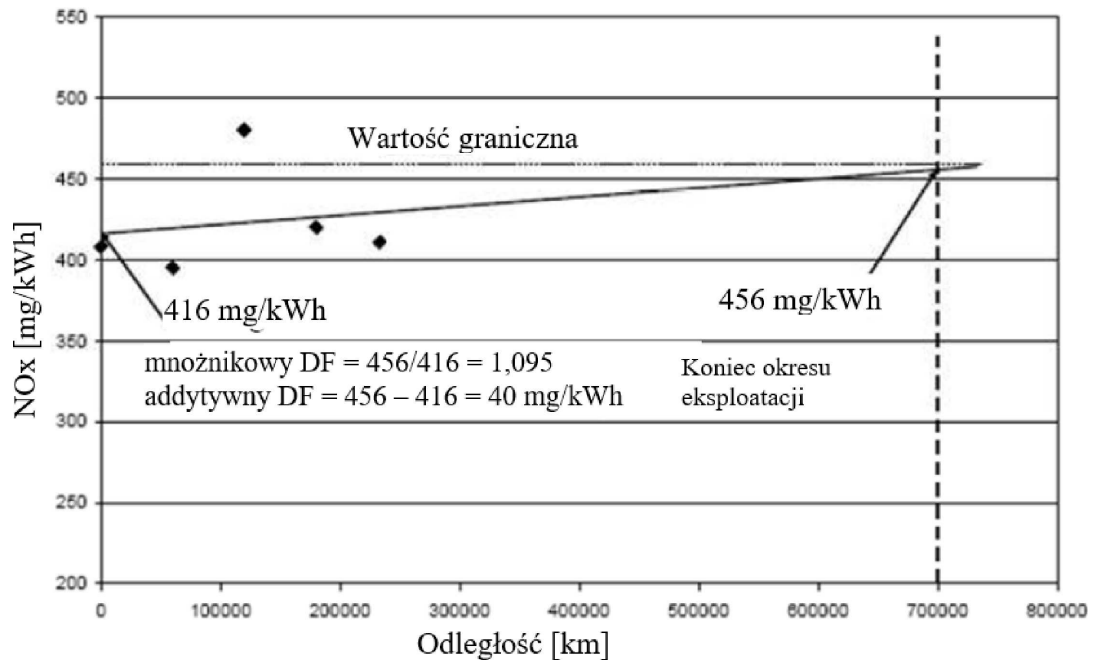 550
500
450
400
350
300
250
200
NOx [mg/kWh]
Wartość graniczna
416 mg/kWh
456 mg/kWh
mnożnikowy DF = 456/416 = 1,095
addytywny DF = 456 – 416 = 40 mg/kWh
Koniec okresu
eksploatacji
0 100000 200000 300000 400000 500000 600000 700000 800000
Odległość [km]